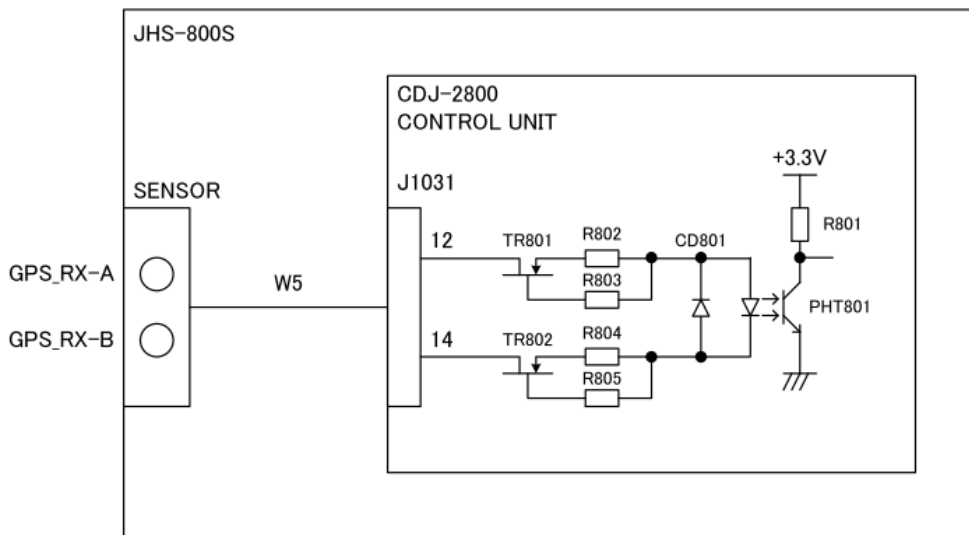 JHS-800S
CDJ-2800
CONTROL UNIT
+3.3V
SENSOR
J1031
R801
12
TR801
R802
CD801
GPS_RX-A
W5
R803
PHT801
GPS_RX-B
14
TR802
R804
R805